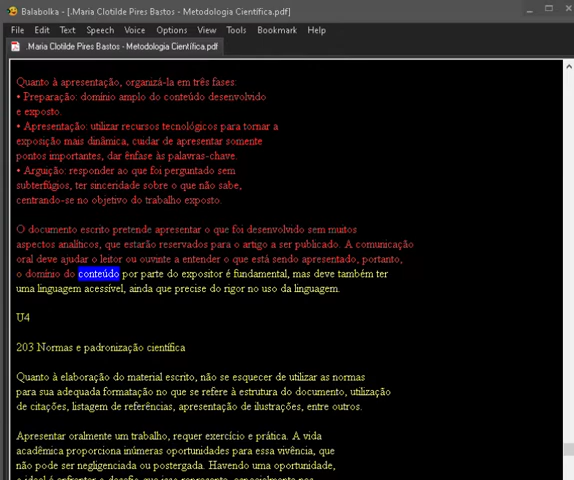 Balabolka - [.Maria Clotilde Pires Bastos - Metodologia Científica.pdf]
File Edit Text Speech Voice Options View Tools Bookmark Help
.Maria Clotilde Pires Bastos - Metodologia Científica.pdf
Quanto à apresentação, organizá-la em três fases:
• Preparação: domínio amplo do conteúdo desenvolvido
e exposto.
• Apresentação: utilizar recursos tecnológicos para tornar a
exposição mais dinâmica, cuidar de apresentar somente
pontos importantes, dar ênfase às palavras-chave.
• Arguição: responder ao que foi perguntado sem
subterfúgios, ter sinceridade sobre o que não sabe,
centrando-se no objetivo do trabalho exposto.
O documento escrito pretende apresentar o que foi desenvolvido sem muitos
aspectos analíticos, que estarão reservados para o artigo a ser publicado. A comunicação
oral deve ajudar o leitor ou ouvinte a entender o que está sendo apresentado, portanto,
o domínio do conteúdo por parte do expositor é fundamental, mas deve também ter
uma linguagem acessível, ainda que precise do rigor no uso da linguagem.
U4
203 Normas e padronização científica
Quanto à elaboração do material escrito, não se esquecer de utilizar as normas
para sua adequada formatação no que se refere à estrutura do documento, utilização
de citações, listagem de referências, apresentação de ilustrações, entre outros.
Apresentar oralmente um trabalho, requer exercício e prática. A vida
acadêmica proporciona inúmeras oportunidades para essa vivência, que
não pode ser negligenciada ou postergada. Havendo uma oportunidade,
o ideal é enfrentar o desafio que isso representa, especialmente nos